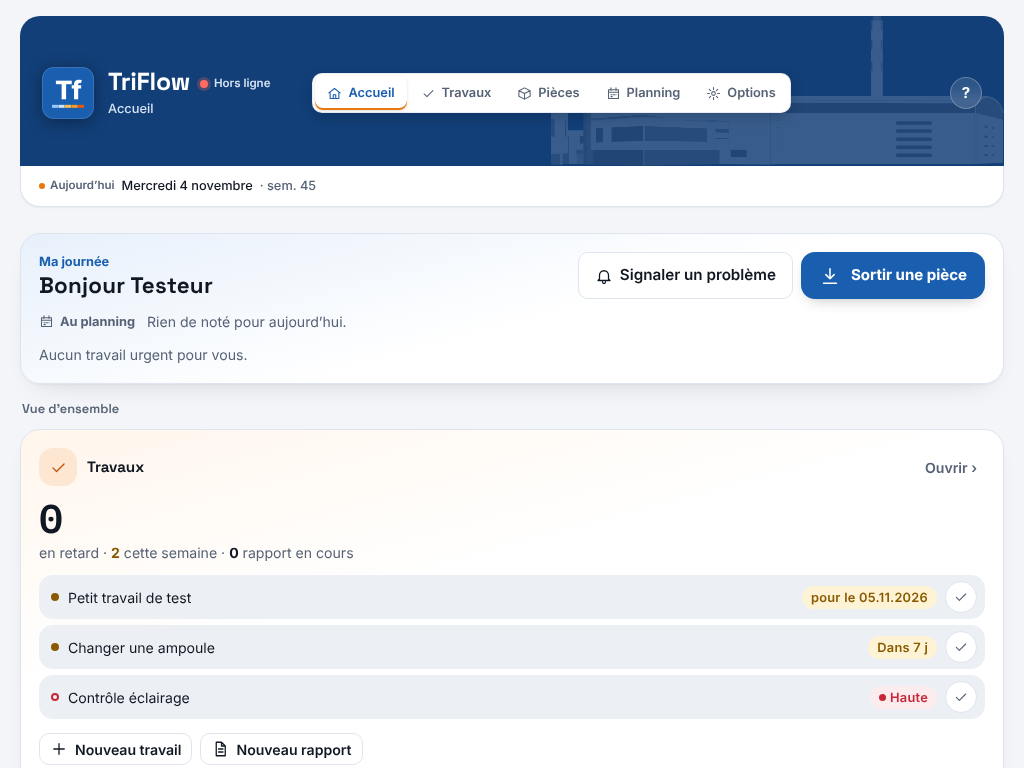 Tf
TriFlow
Hors ligne
Accueil
Accueil
Travaux
Pièces
Planning
Options
?
Aujourd’hui Mercredi 4 novembre · sem. 45
Ma journée
Bonjour Testeur
Signaler un problème
Sortir une pièce
Au planning Rien de noté pour aujourd’hui.
Aucun travail urgent pour vous.
Vue d’ensemble
Travaux
Ouvrir ›
0
en retard · 2 cette semaine · 0 rapport en cours
Petit travail de test
pour le 05.11.2026
Changer une ampoule
Dans 7 j
Contrôle éclairage
Haute
Nouveau travail
Nouveau rapport